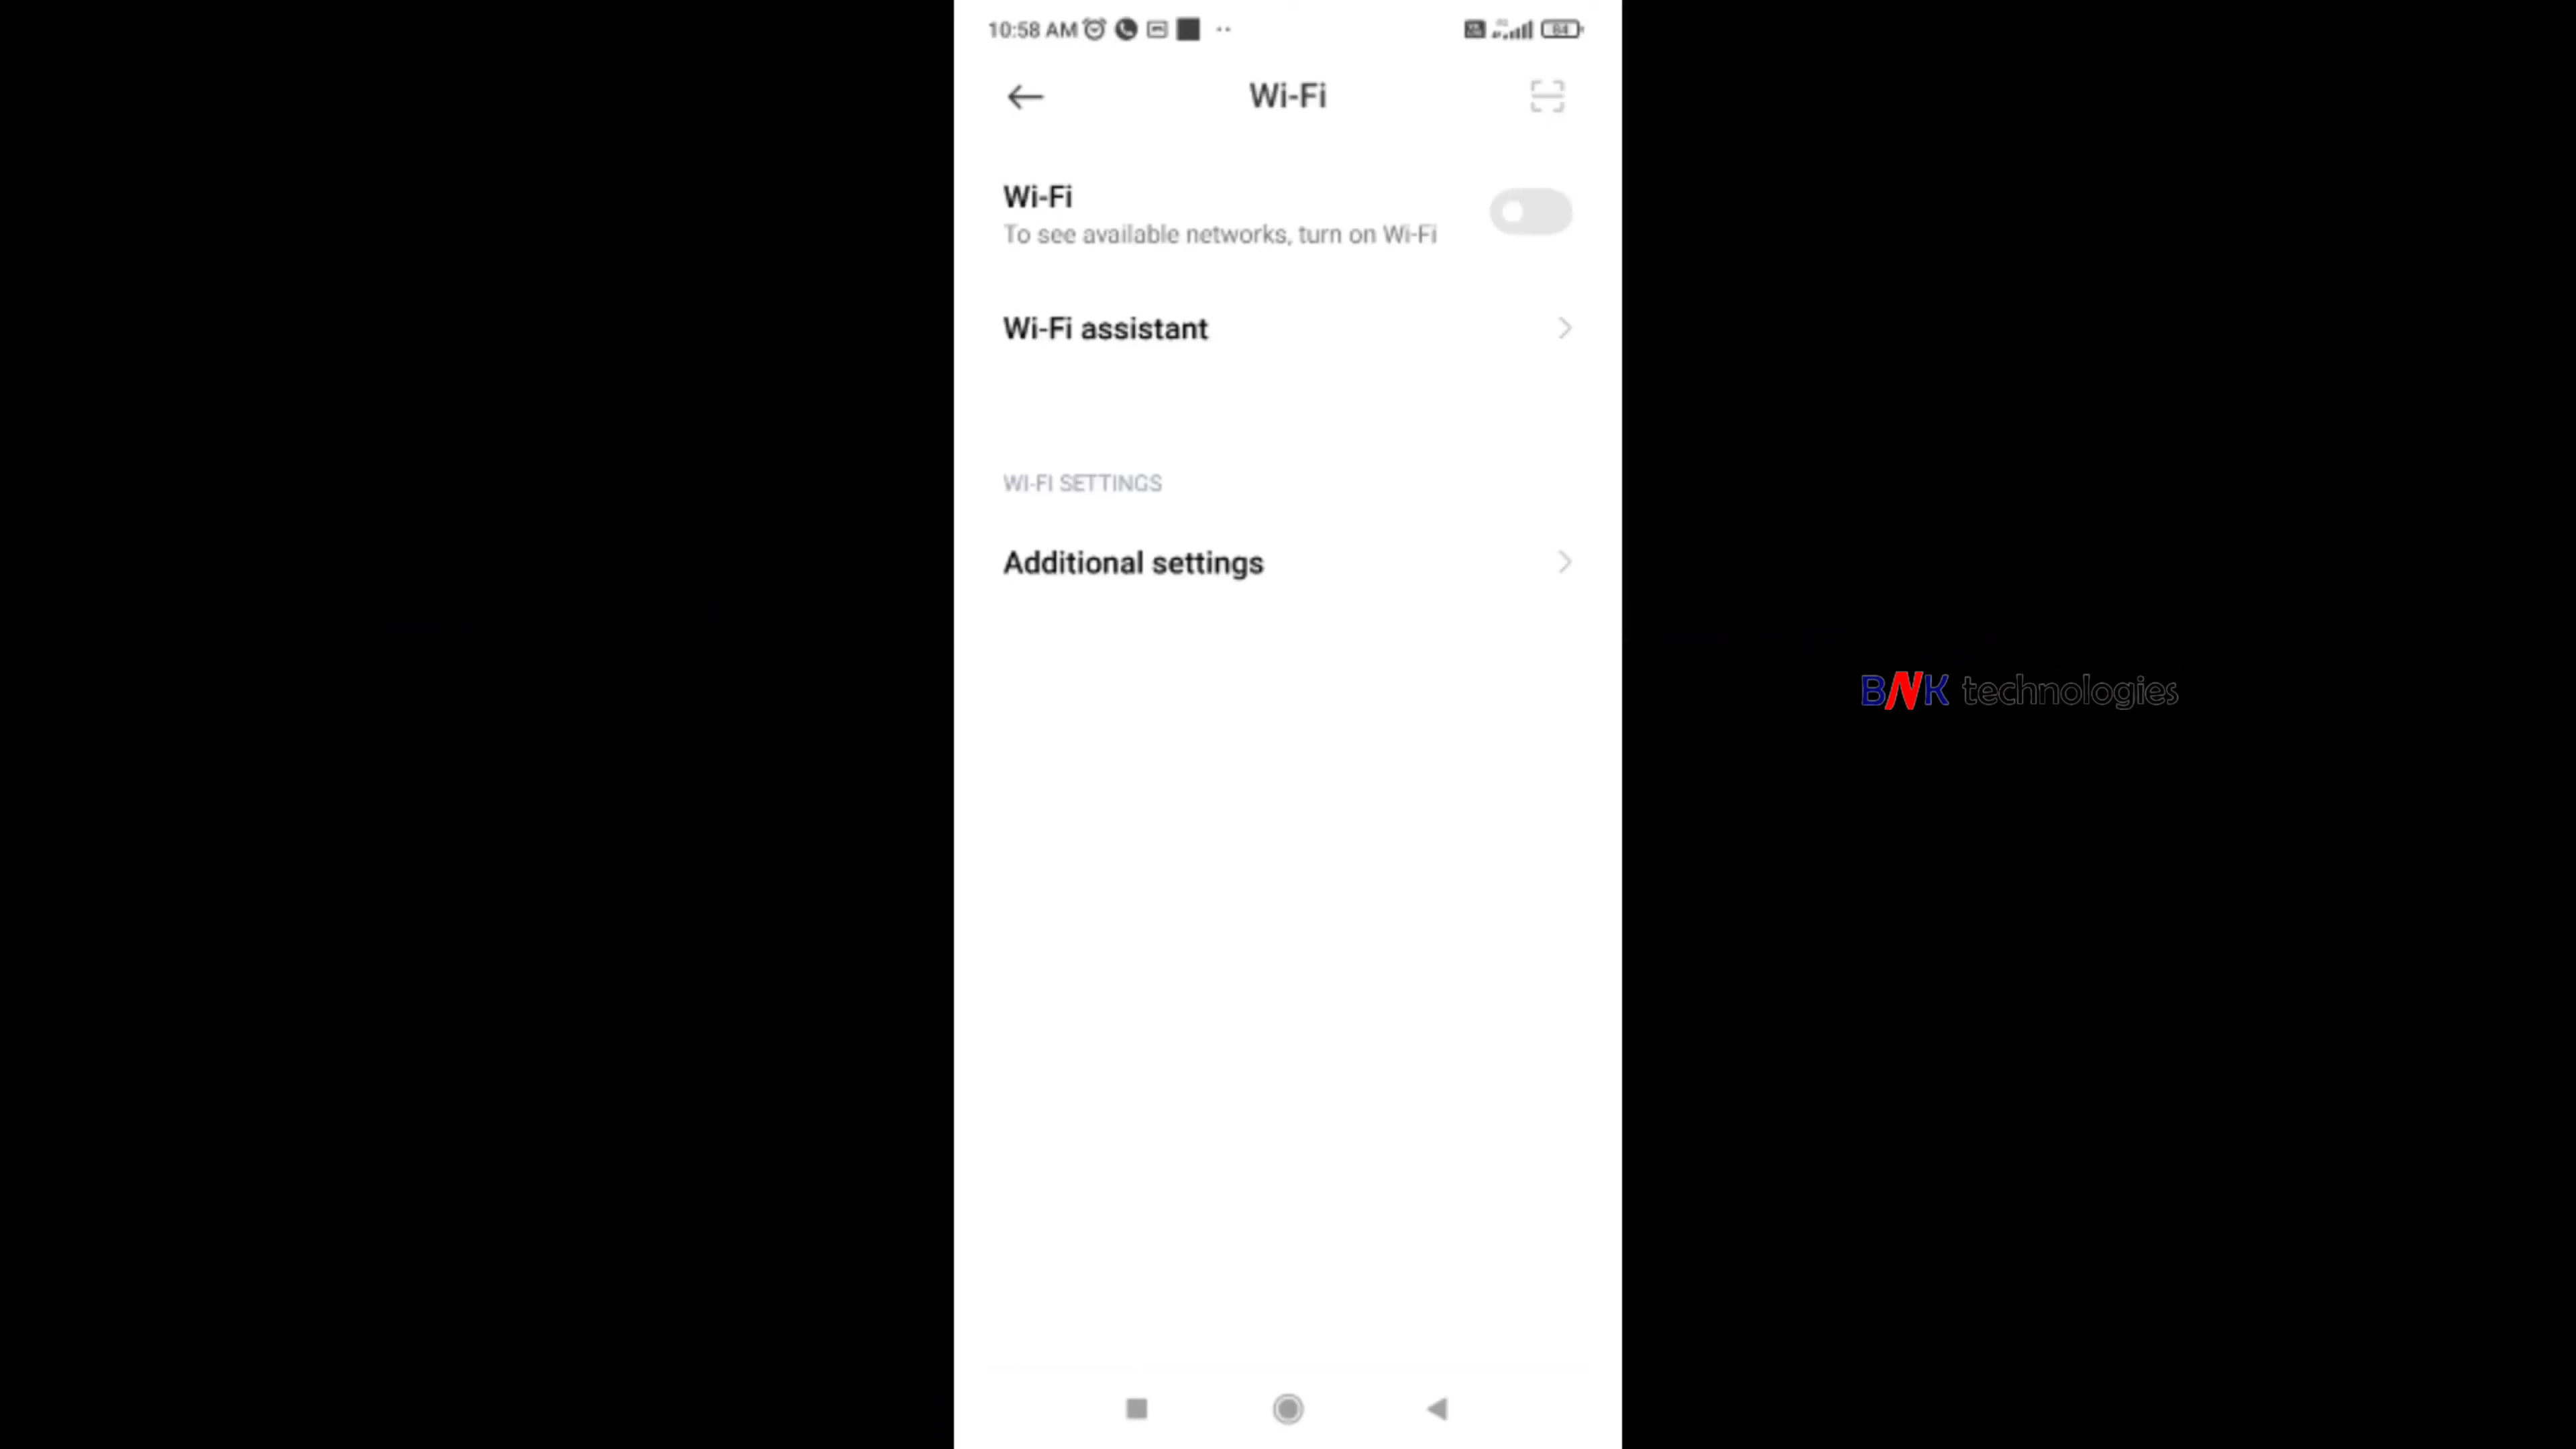 10:58 AM
64
Wi-Fi
Wi-Fi
To see available networks, turn on Wi-Fi
Wi-Fi assistant
WI-FI SETTINGS
Additional settings
BNK technologies